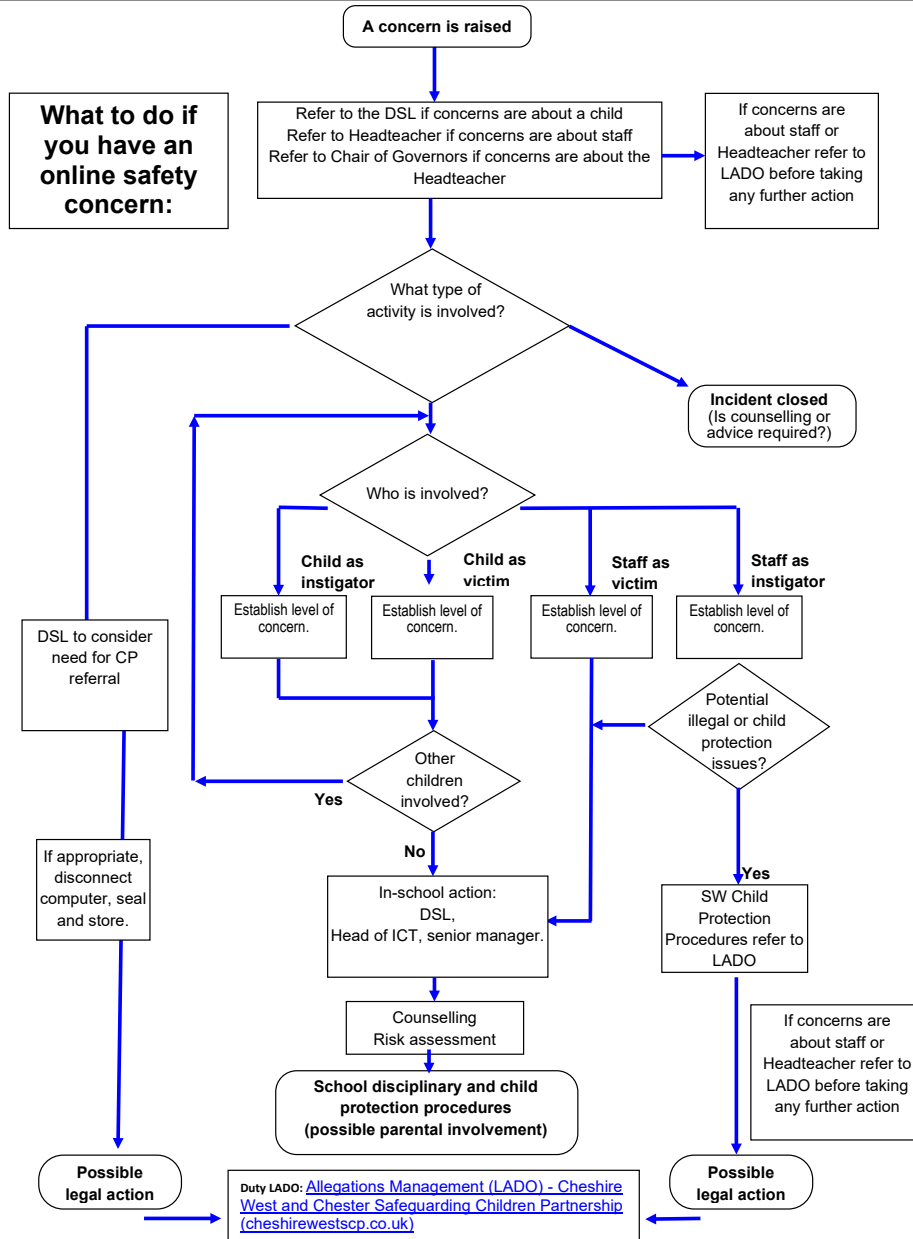 A concern is raised
What to do if
you have an
online safety
concern:
Refer to the DSL if concerns are about a child
Refer to Headteacher if concerns are about staff
Refer to Chair of Governors if concerns are about the
Headteacher
If concerns are
about staff or
Headteacher refer to
LADO before taking
any further action
What type of
activity is involved?
Incident closed
(Is counselling or
advice required?)
Who is involved?
Child as
instigator
Child as
victim
Staff as
victim
Staff as
instigator
Establish level of
concern.
Establish level of
concern.
Establish level of
concern.
Establish level of
concern.
DSL to consider
need for CP
referral
Potential
illegal or child
protection
issues?
Other
children
involved?
Yes
No
If appropriate,
disconnect
computer, seal
and store.
In-school action:
DSL,
Head of ICT, senior manager.
Yes
SW Child
Protection
Procedures refer to
LADO
Counselling
Risk assessment
If concerns are
about staff or
Headteacher refer to
LADO before taking
any further action
School disciplinary and child
protection procedures
(possible parental involvement)
Possible
legal action
Possible
legal action
Duty LADO: Allegations Management (LADO) - Cheshire
West and Chester Safeguarding Children Partnership
(cheshirewestscp.co.uk)